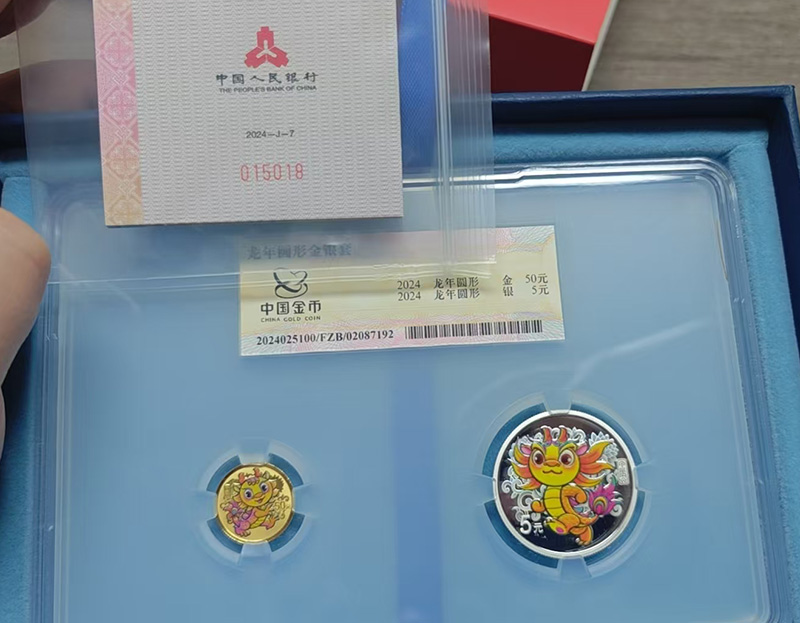 中国人民银行
THE PEOPLE'S BANK OF CHINA
2024-J-7
015018
龙年圆形金银套
2024 龙年圆形 金 50元
2024 龙年圆形 银 5元
中国金币
CHINA GOLD COIN
2024025100/FZB/02087192
5元